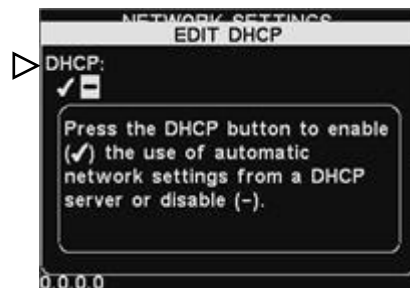 NETWORK SETTINGS
EDIT DHCP
DHCP:
✓ −
Press the DHCP button to enable
(✓) the use of automatic
network settings from a DHCP
server or disable (−).
0.0.0.0